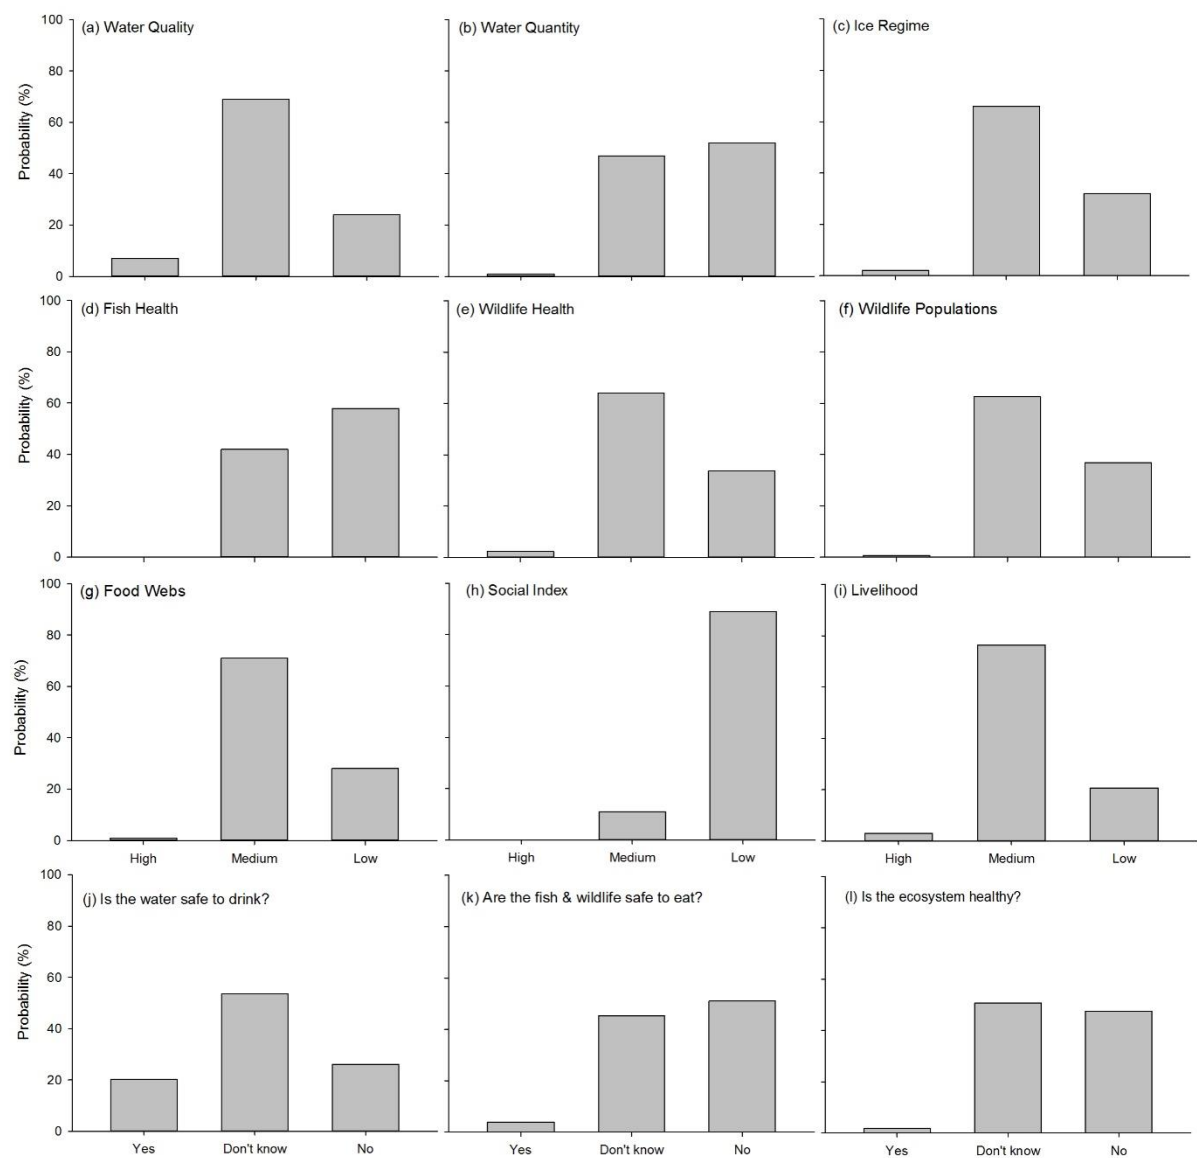 (a) Water Quality
(b) Water Quantity
(c) Ice Regime
Probability (%)
100
80
60
40
20
0
(d) Fish Health
(e) Wildlife Health
(f) Wildlife Populations
Probability (%)
100
80
60
40
20
0
(g) Food Webs
(h) Social Index
(i) Livelihood
Probability (%)
100
80
60
40
20
0
High Medium Low
High Medium Low
High Medium Low
(j) Is the water safe to drink?
(k) Are the fish & wildlife safe to eat?
(l) Is the ecosystem healthy?
Probability (%)
100
80
60
40
20
0
Yes Don't know No
Yes Don't know No
Yes Don't know No